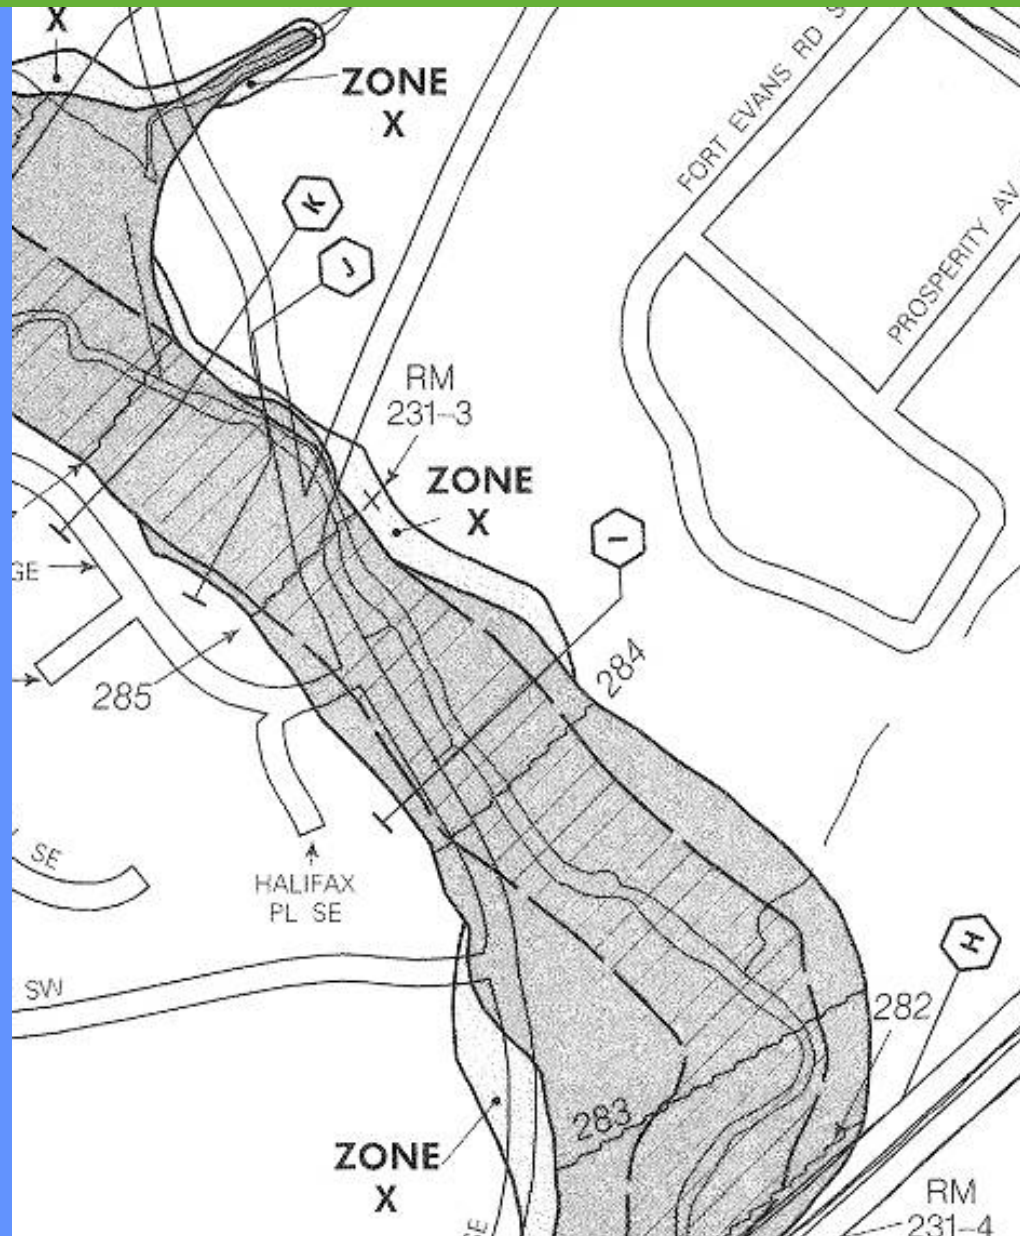 X
ZONE
X
FORT EVANS RD S
PROSPERITY AV
K
J
RM
231-3
ZONE
X
I
GE
284
285
SE
HALIFAX
PL SE
H
SW
282
283
ZONE
X
RM
231-4
SE